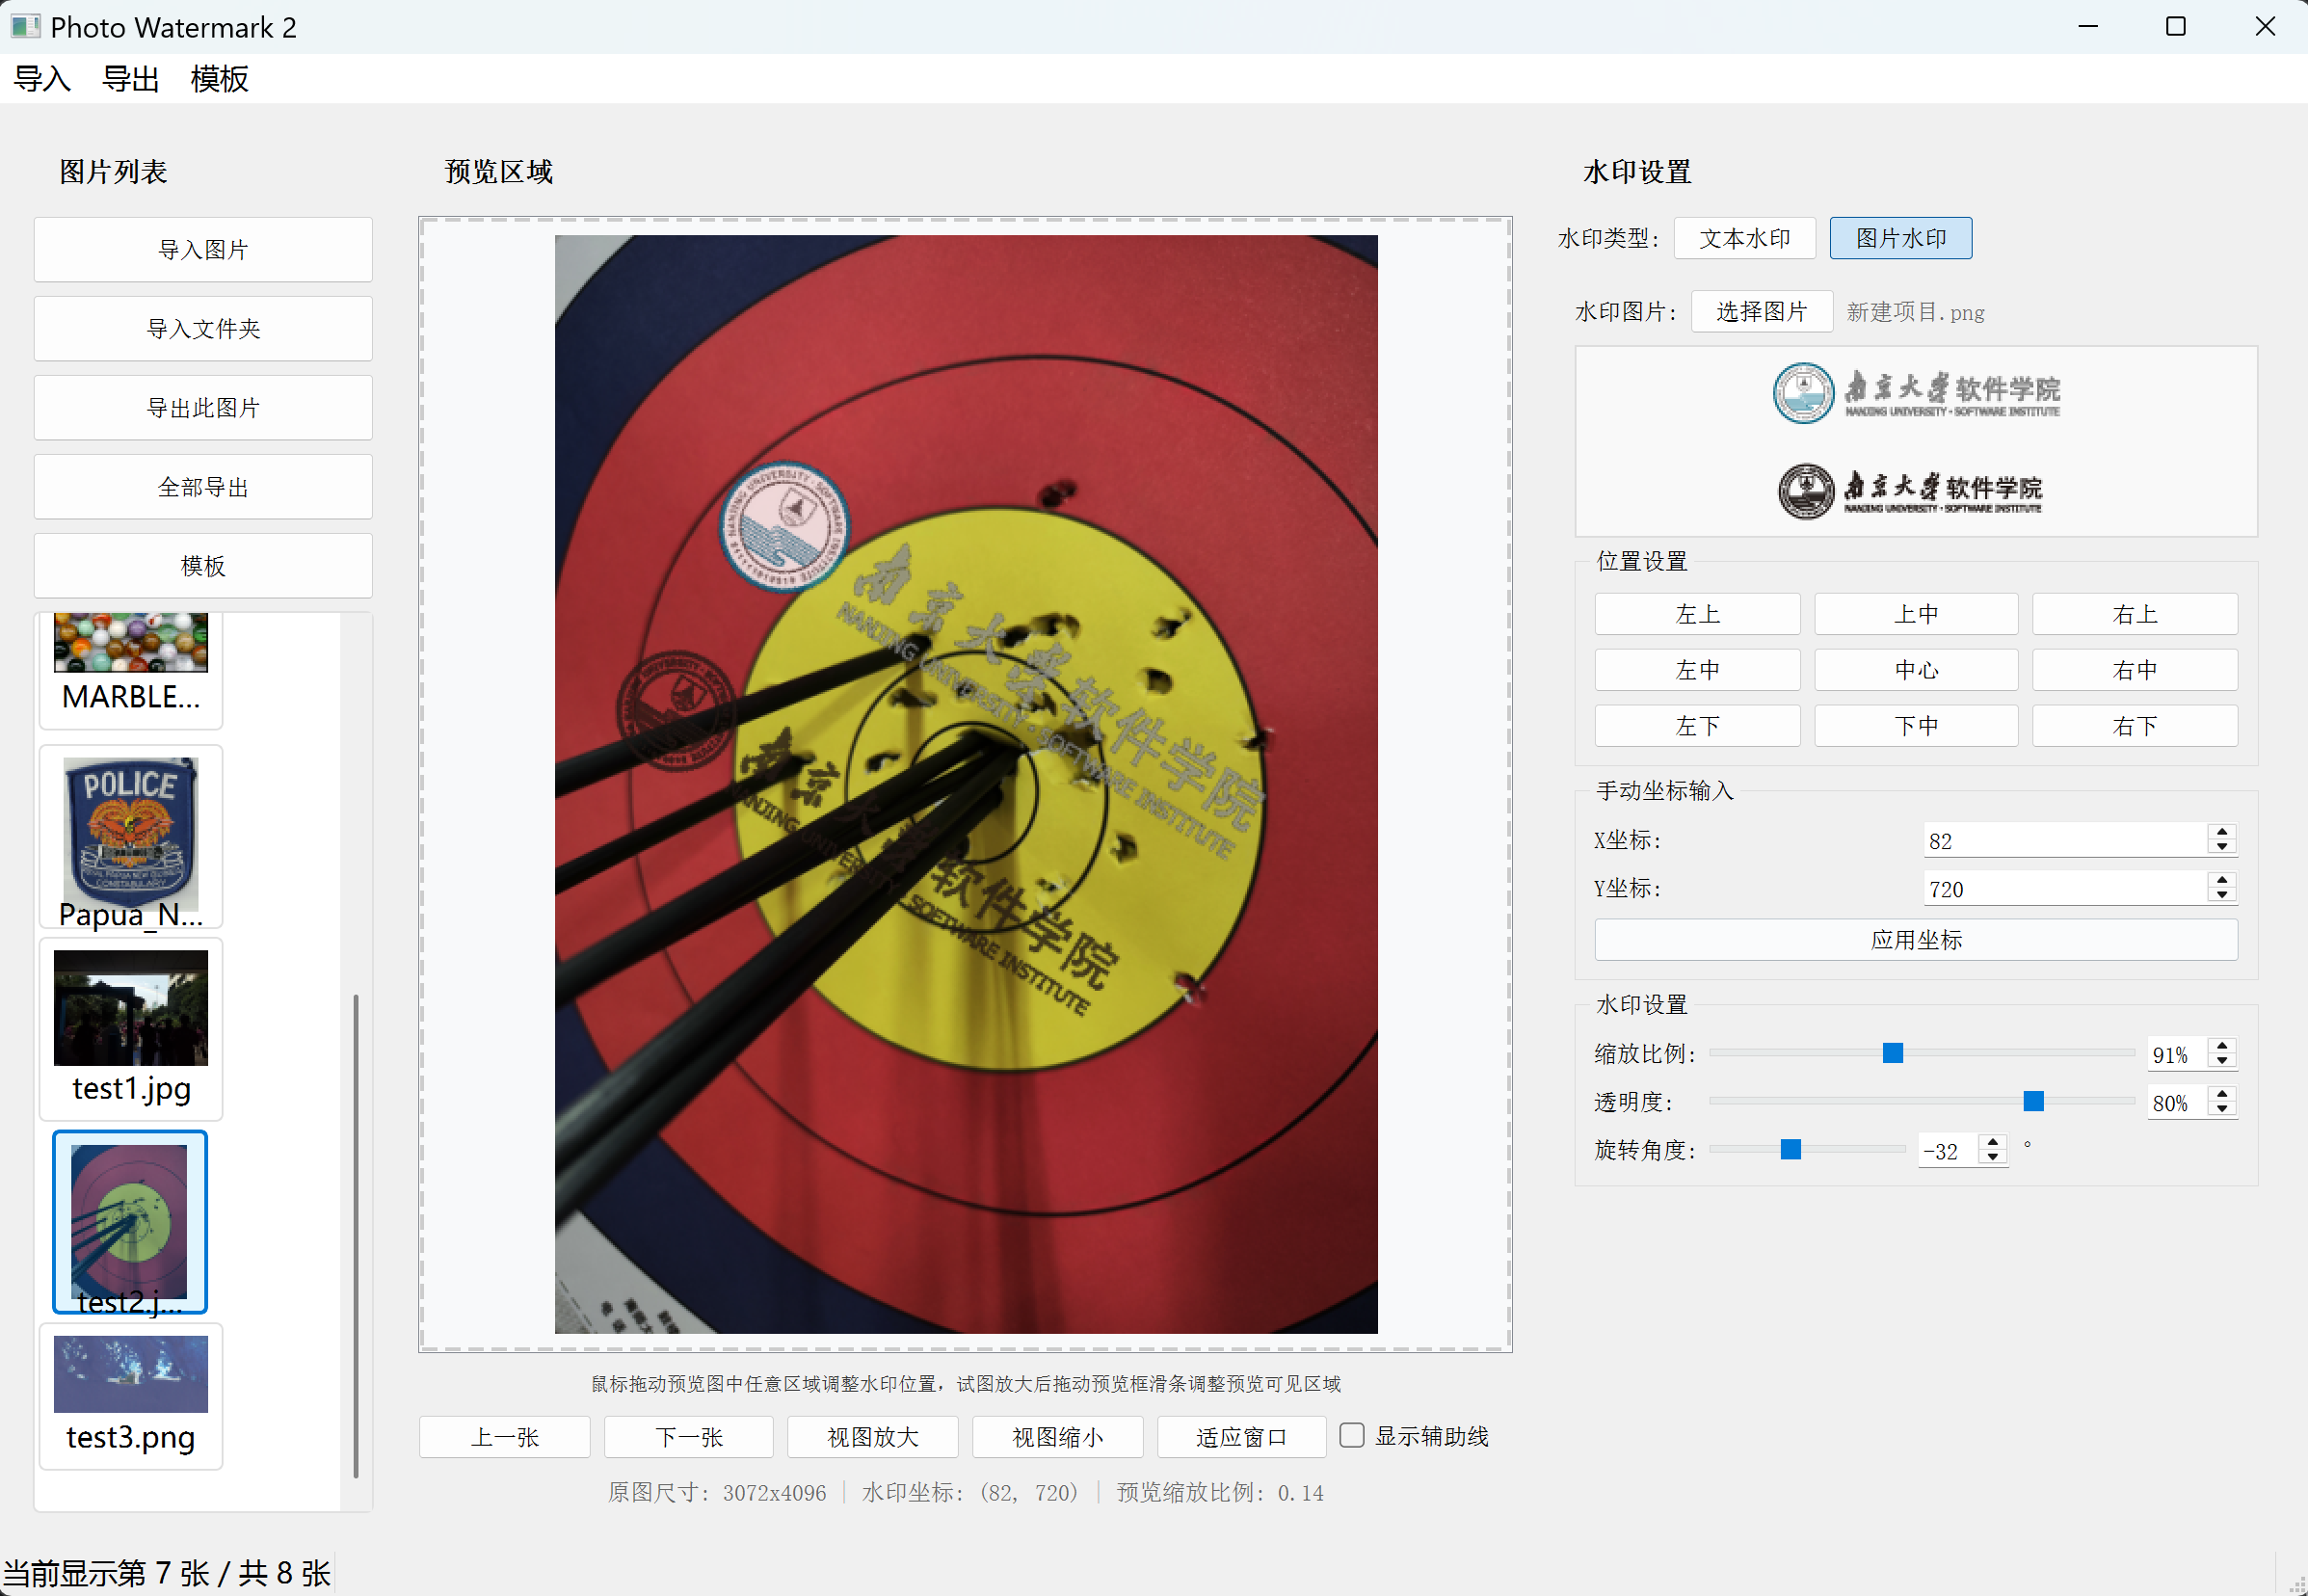 Photo Watermark 2
导入 导出 模板
图片列表
导入图片
导入文件夹
导出此图片
全部导出
模板
MARBLE...
POLICE
CONSTABULARY
Papua_N...
test1.jpg
test2.j...
test3.png
预览区域
NANJING UNIVERSITY · SOFTWARE INSTITUTE
南京大学软件学院
NANJING UNIVERSITY · SOFTWARE INSTITUTE
南京大学软件学院
NANJING UNIVERSITY · SOFTWARE INSTITUTE
鼠标拖动预览图中任意区域调整水印位置，试图放大后拖动预览框滑条调整预览可见区域
上一张 下一张 视图放大 视图缩小 适应窗口 显示辅助线
原图尺寸: 3072x4096 | 水印坐标: (82, 720) | 预览缩放比例: 0.14
水印设置
水印类型: 文本水印 图片水印
水印图片: 选择图片 新建项目.png
南京大学软件学院
NANJING UNIVERSITY · SOFTWARE INSTITUTE
南京大学软件学院
NANJING UNIVERSITY · SOFTWARE INSTITUTE
位置设置
左上 上中 右上
左中 中心 右中
左下 下中 右下
手动坐标输入
X坐标: 82
Y坐标: 720
应用坐标
水印设置
缩放比例: 91%
透明度: 80%
旋转角度: -32 °
当前显示第 7 张 / 共 8 张